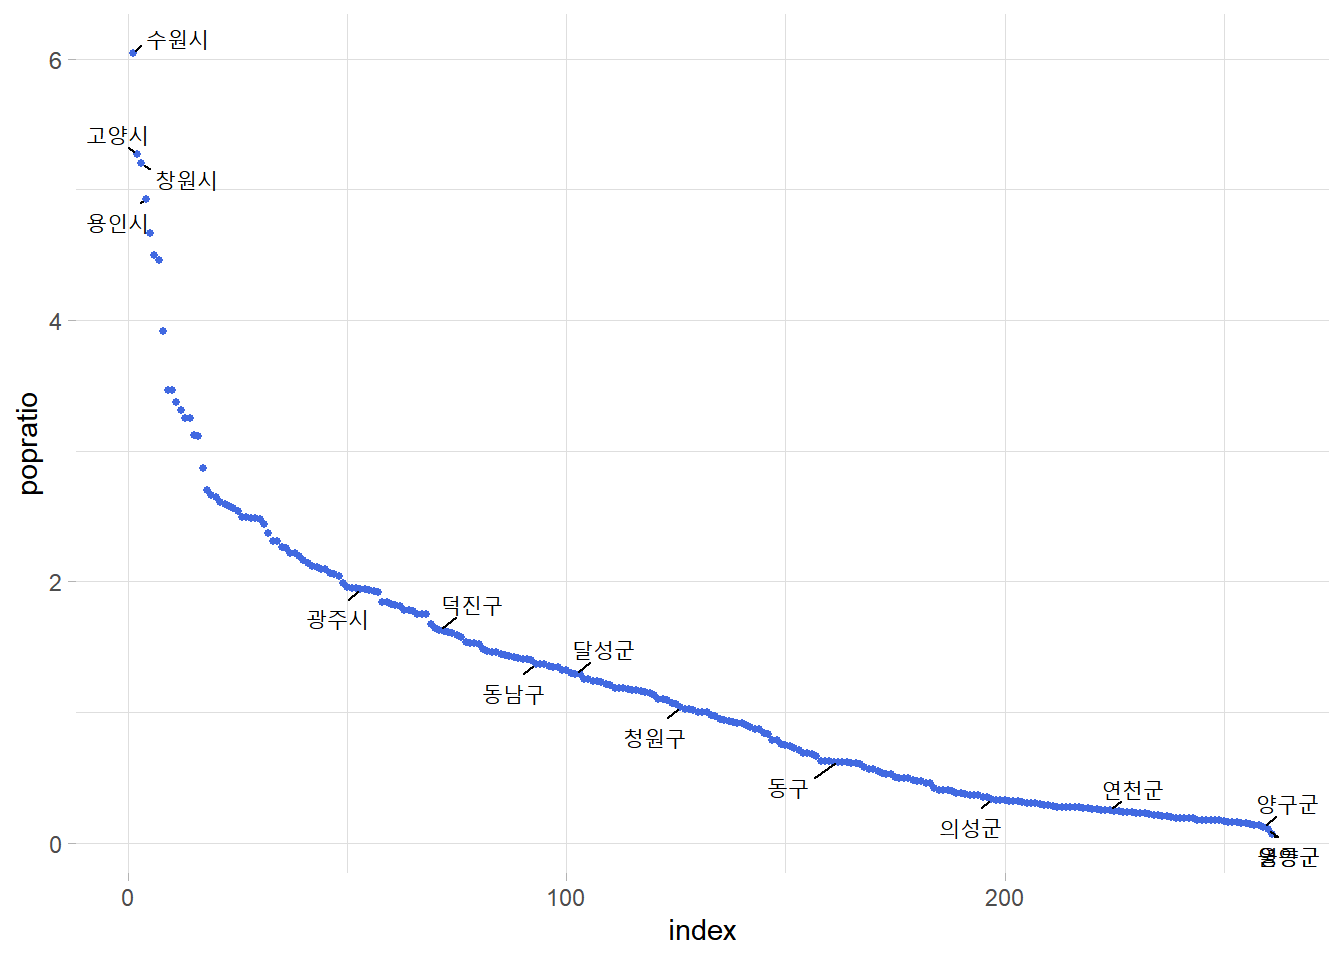 수원시
6
고양시
창원시
용인시
4
popratio
2
덕진구
광주시
달성군
동남구
청원구
동구
연천군
양구군
의성군
0
0
100
200
index